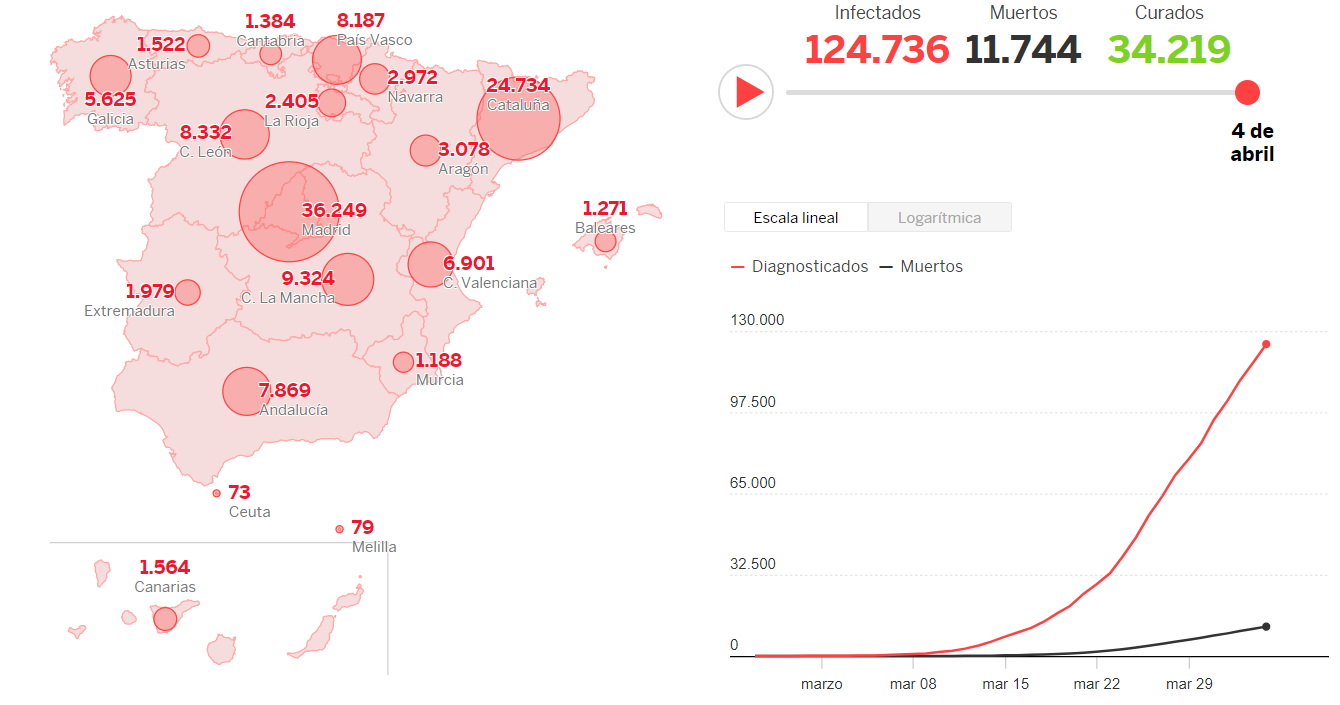 1.384
Cantabria
8.187
País Vasco
1.522
Asturias
5.625
Galicia
2.972
Navarra
2.405
La Rioja
24.734
Cataluña
8.332
C. León
3.078
Aragón
36.249
Madrid
1.271
Baleares
6.901
C. Valenciana
9.324
C. La Mancha
1.979
Extremadura
1.188
Murcia
7.869
Andalucía
73
Ceuta
79
Melilla
1.564
Canarias
Infectados Muertos Curados
124.736 11.744 34.219
4 de
abril
Escala lineal Logarítmica
Diagnosticados Muertos
130.000
97.500
65.000
32.500
0
marzo mar 08 mar 15 mar 22 mar 29